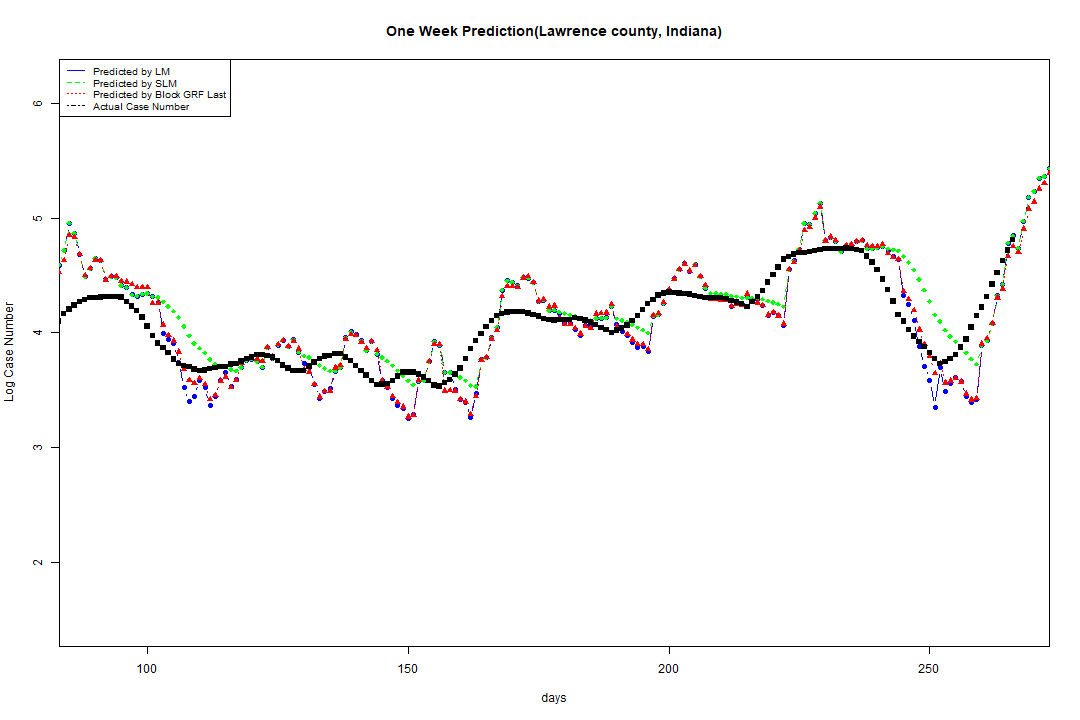 One Week Prediction(Lawrence county, Indiana)
Predicted by LM
Predicted by SLM
Predicted by Block GRF Last
Actual Case Number
6
5
4
3
2
Log Case Number
100 150 200 250
days